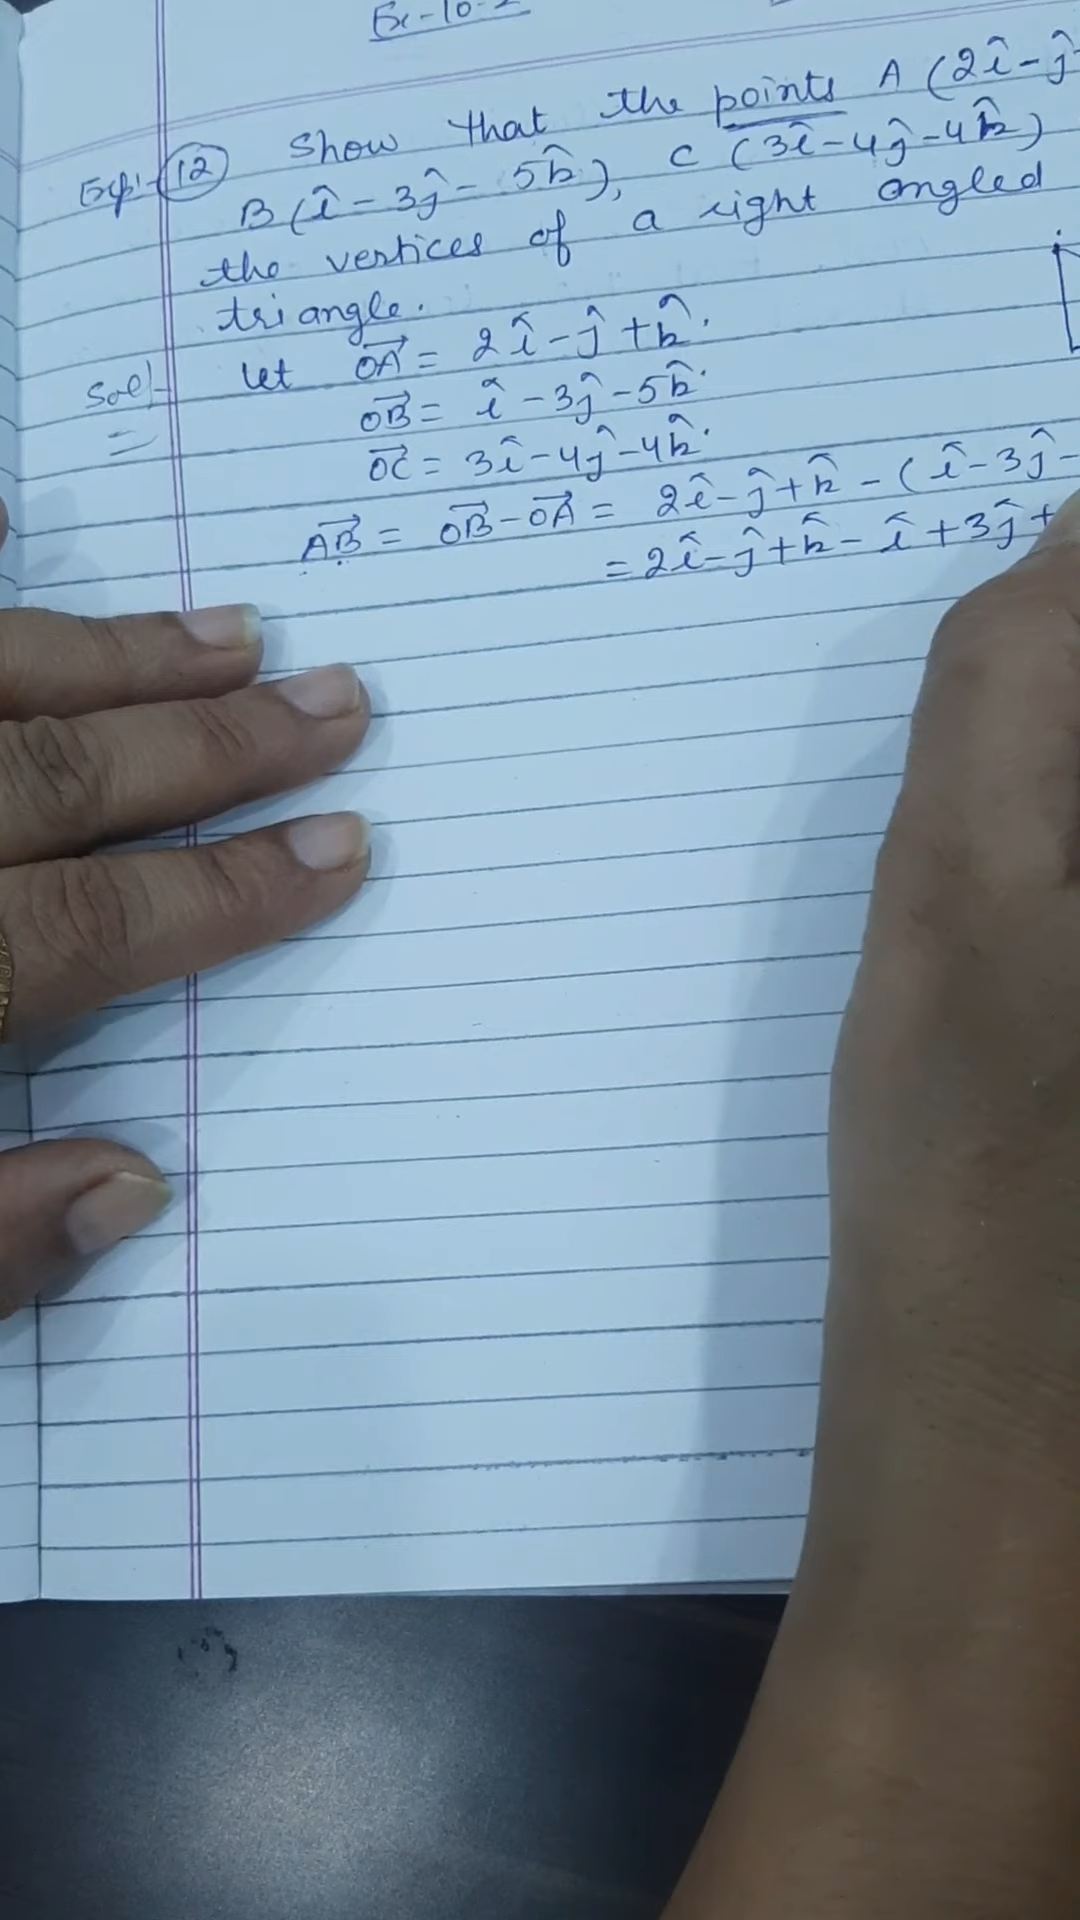 Ex-10.2
Exp:- 12 Show that the points A (2î-ĵ
B(î-3ĵ-5k̂), C (3î-4ĵ-4k̂)
the vertices of a right angled
triangle.
Sol- Let OA⃗ = 2î-ĵ+k̂.
OB⃗ = î-3ĵ-5k̂.
OC⃗ = 3î-4ĵ-4k̂.
AB⃗ = OB⃗-OA⃗ = 2î-ĵ+k̂-(î-3ĵ-
=2î-ĵ+k̂-î+3ĵ+